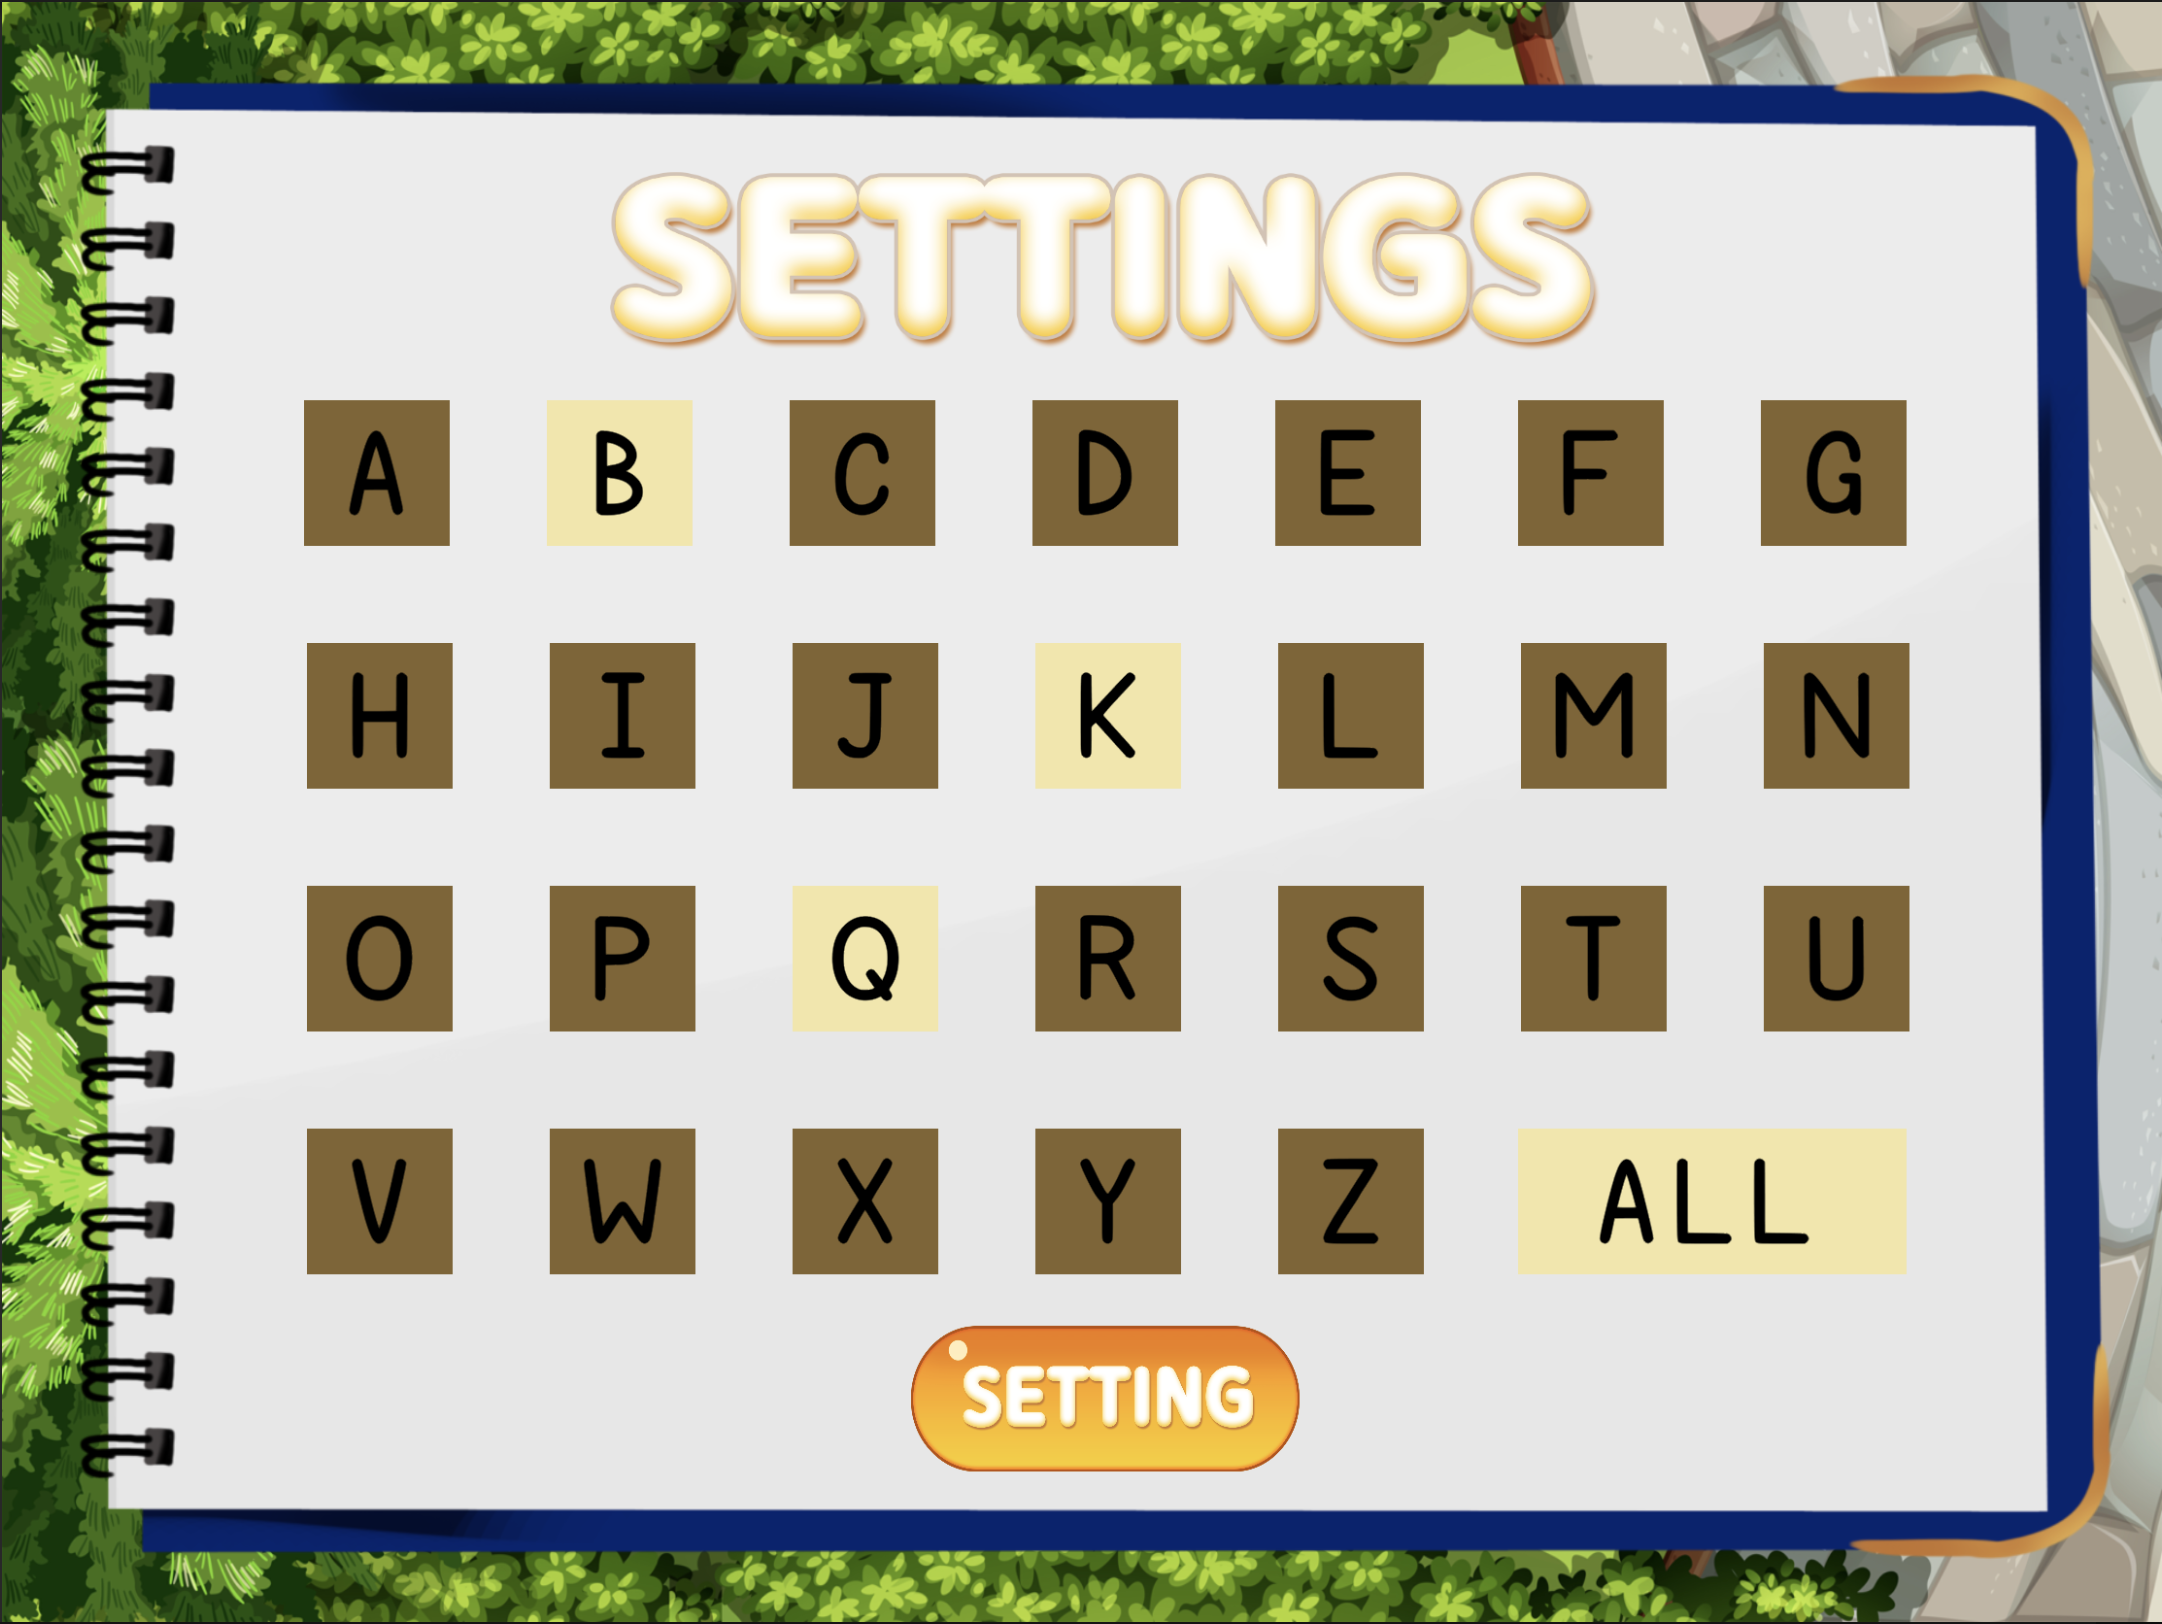 SETTINGS
A B C D E F G
H I J K L M N
O P Q R S T U
V W X Y Z ALL
SETTING